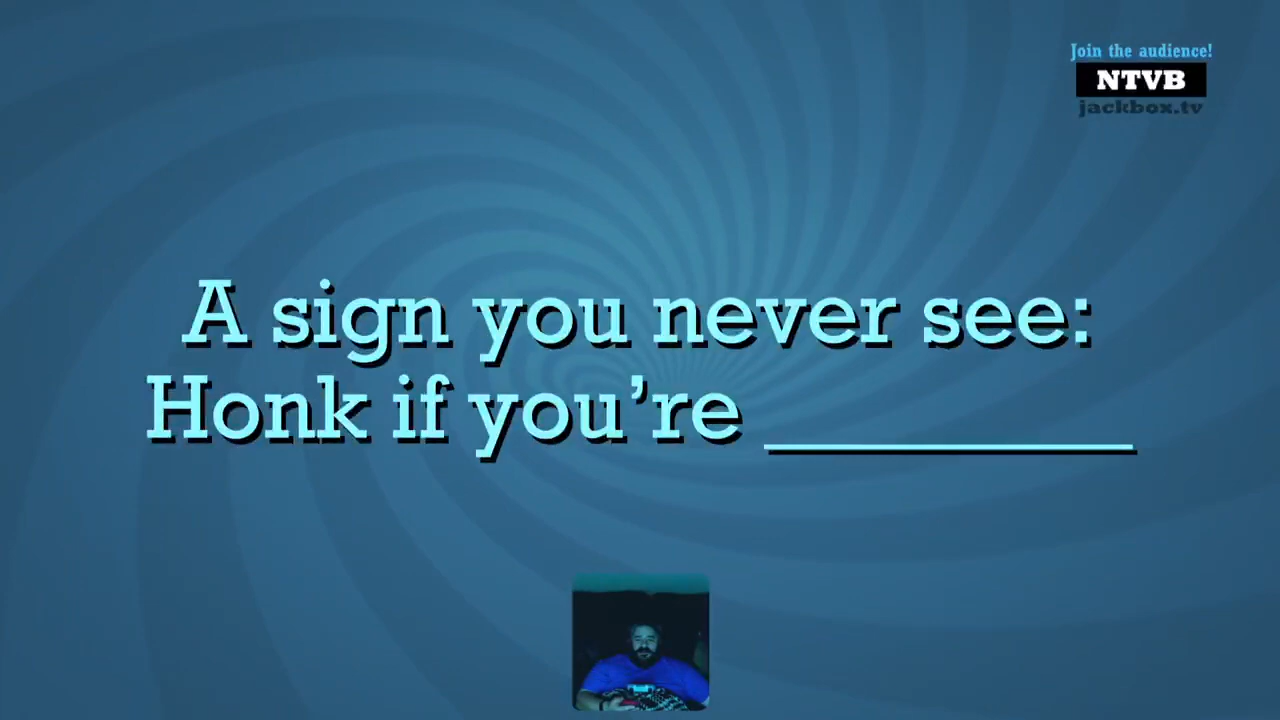 Join the audience!
NTVB
jackbox.tv
A sign you never see:
Honk if you’re ________